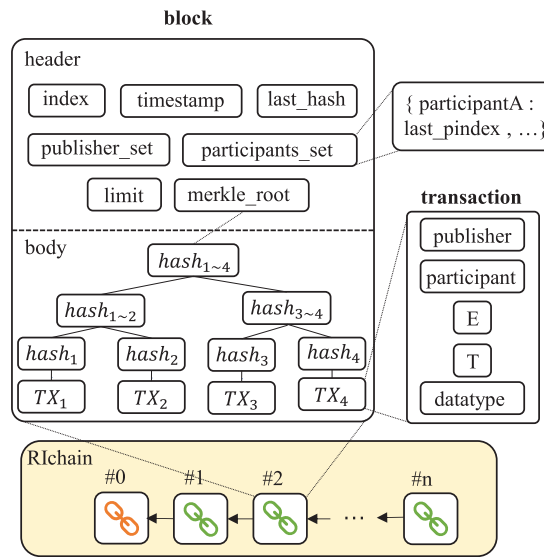 block
header
index timestamp last_hash
publisher_set participants_set
limit merkle_root
{ participantA :
last_pindex , …}
body
hash₁~₄
hash₁~₂ hash₃~₄
hash₁ hash₂ hash₃ hash₄
TX₁ TX₂ TX₃ TX₄
transaction
publisher
participant
E
T
datatype
RIchain
#0 #1 #2 #n
…